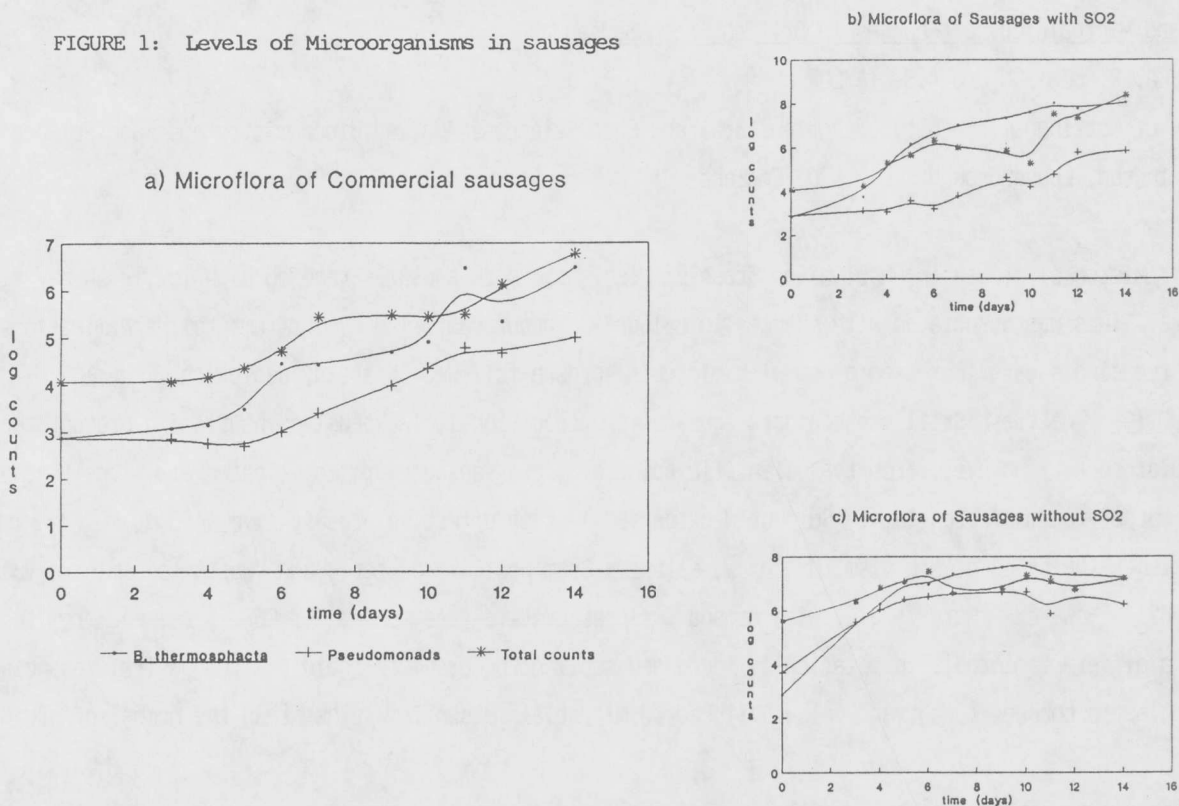 FIGURE 1: Levels of Microorganisms in sausages
a) Microflora of Commercial sausages
log counts
7
6
5
4
3
2
1
0
0 2 4 6 8 10 12 14 16
time (days)
B. thermosphacta Pseudomonads Total counts
b) Microflora of Sausages with SO2
log counts
10
8
6
4
2
0
0 2 4 6 8 10 12 14 16
time (days)
c) Microflora of Sausages without SO2
log counts
8
6
4
2
0
0 2 4 6 8 10 12 14 16
time (days)